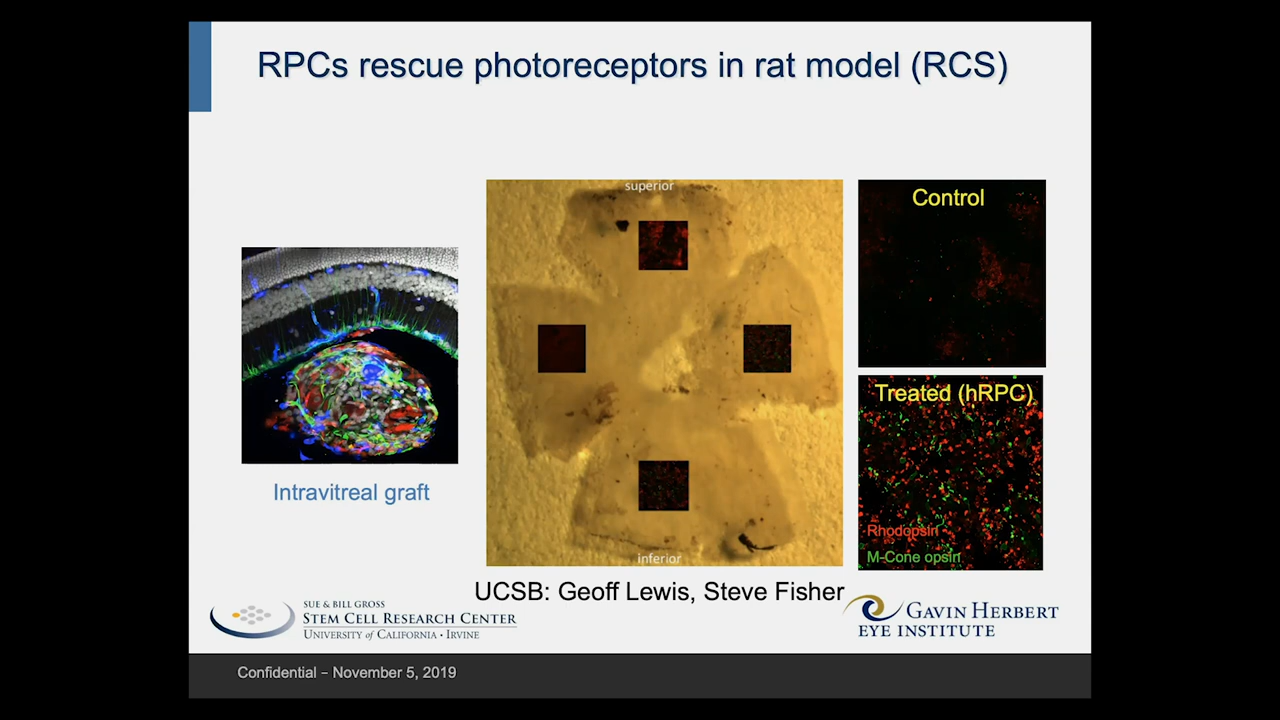 RPCs rescue photoreceptors in rat model (RCS)
superior
Control
Treated (hRPC)
Intravitreal graft
Rhodopsin
M-Cone opsin
inferior
UCSB: Geoff Lewis, Steve Fisher
SUE & BILL GROSS
STEM CELL RESEARCH CENTER
UNIVERSITY of CALIFORNIA • IRVINE
GAVIN HERBERT
EYE INSTITUTE
Confidential – November 5, 2019